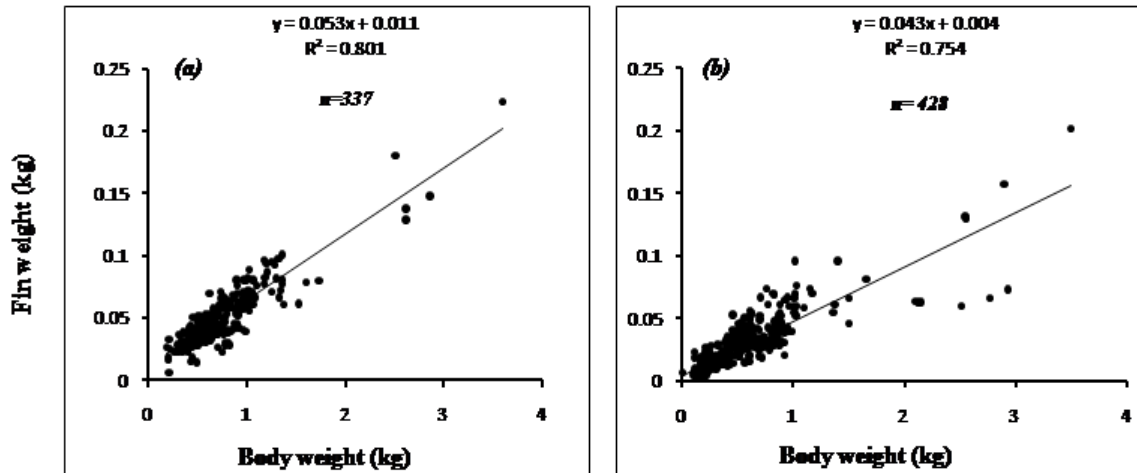 y = 0.053x + 0.011
R² = 0.801
(a)
n=337
0.25
0.2
0.15
0.1
0.05
0
0 1 2 3 4
Body weight (kg)
Fin weight (kg)
y = 0.043x + 0.004
R² = 0.754
(b)
n= 428
0.25
0.2
0.15
0.1
0.05
0
0 1 2 3 4
Body weight (kg)